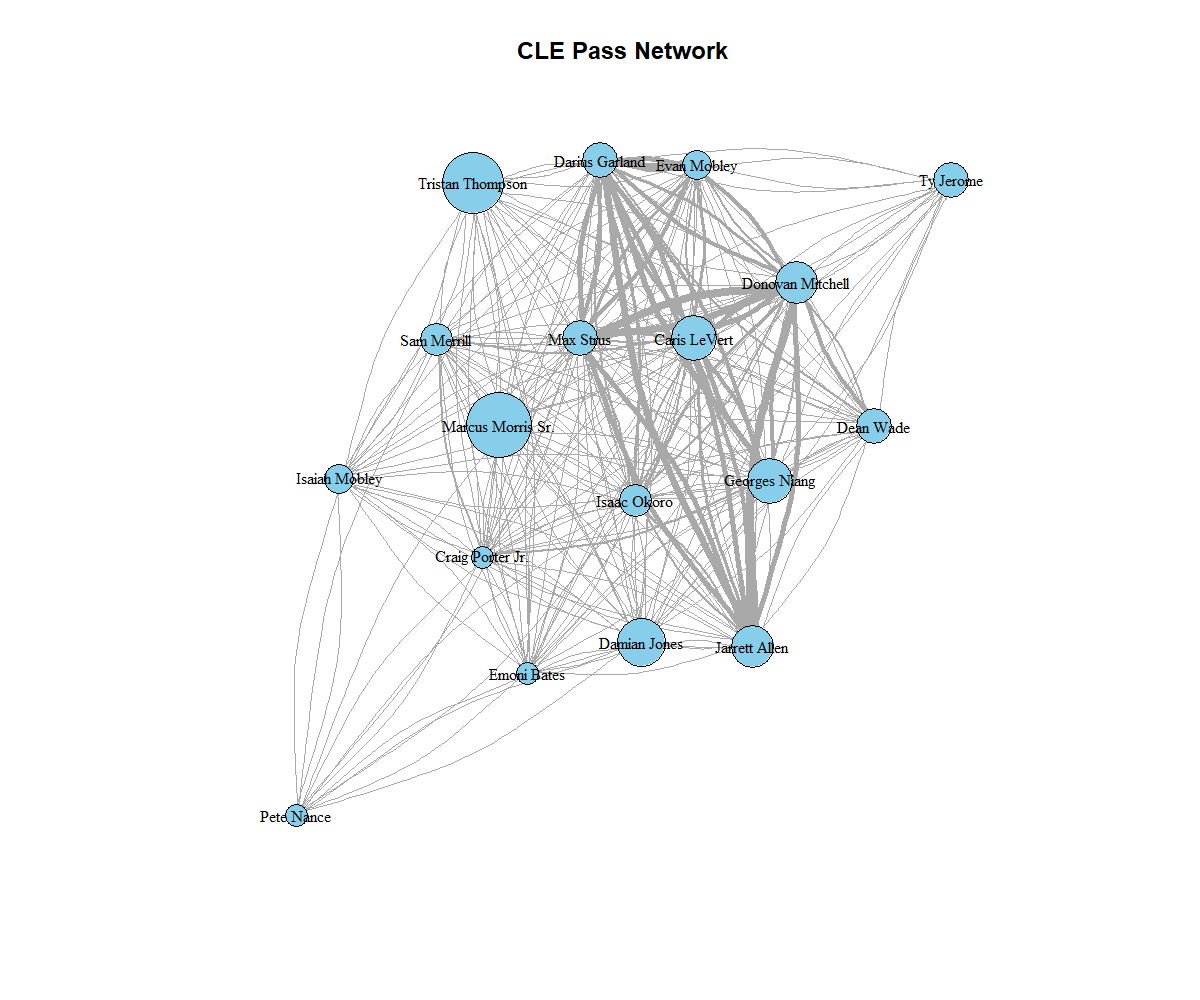 CLE Pass Network
Darius Garland
Evan Mobley
Tristan Thompson
Ty Jerome
Donovan Mitchell
Sam Merrill
Max Strus
Caris LeVert
Marcus Morris Sr.
Dean Wade
Isaiah Mobley
Georges Niang
Isaac Okoro
Craig Porter Jr.
Damian Jones
Jarrett Allen
Emoni Bates
Pete Nance